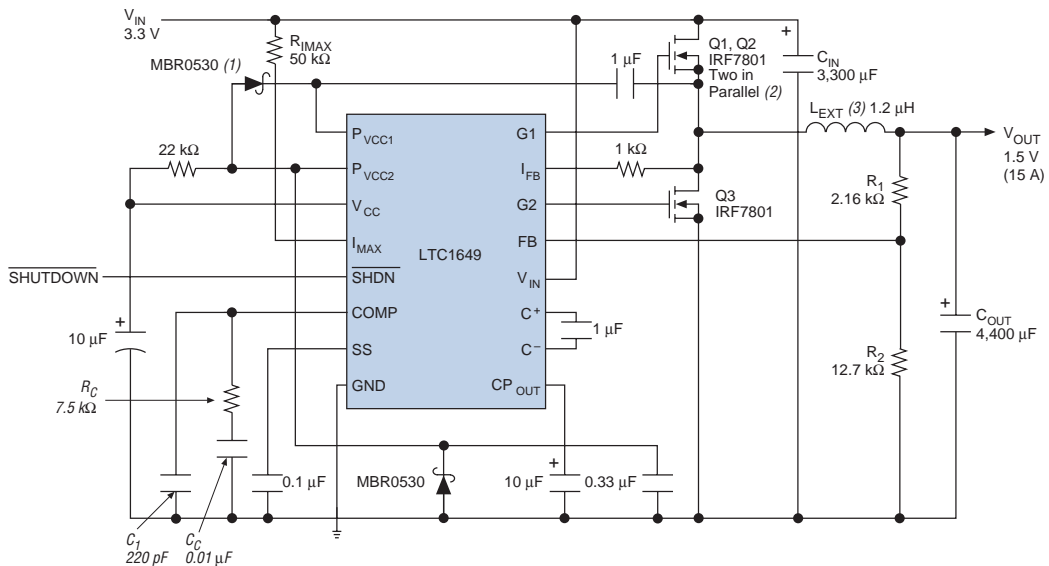 V_IN
3.3 V
R_IMAX
50 kΩ
MBR0530 (1)
1 µF
Q1, Q2
IRF7801
Two in
Parallel (2)
+
C_IN
3,300 µF
L_EXT (3) 1.2 µH
V_OUT
1.5 V
(15 A)
22 kΩ
P_VCC1
P_VCC2
V_CC
I_MAX
SHDN
COMP
SS
GND
LTC1649
G1
I_FB
G2
FB
V_IN
C+
C−
CP_OUT
1 kΩ
Q3
IRF7801
R_1
2.16 kΩ
SHUTDOWN
+
10 µF
1 µF
+
C_OUT
4,400 µF
R_2
12.7 kΩ
R_C
7.5 kΩ
0.1 µF
MBR0530
+
10 µF
0.33 µF
C_1
220 pF
C_C
0.01 µF